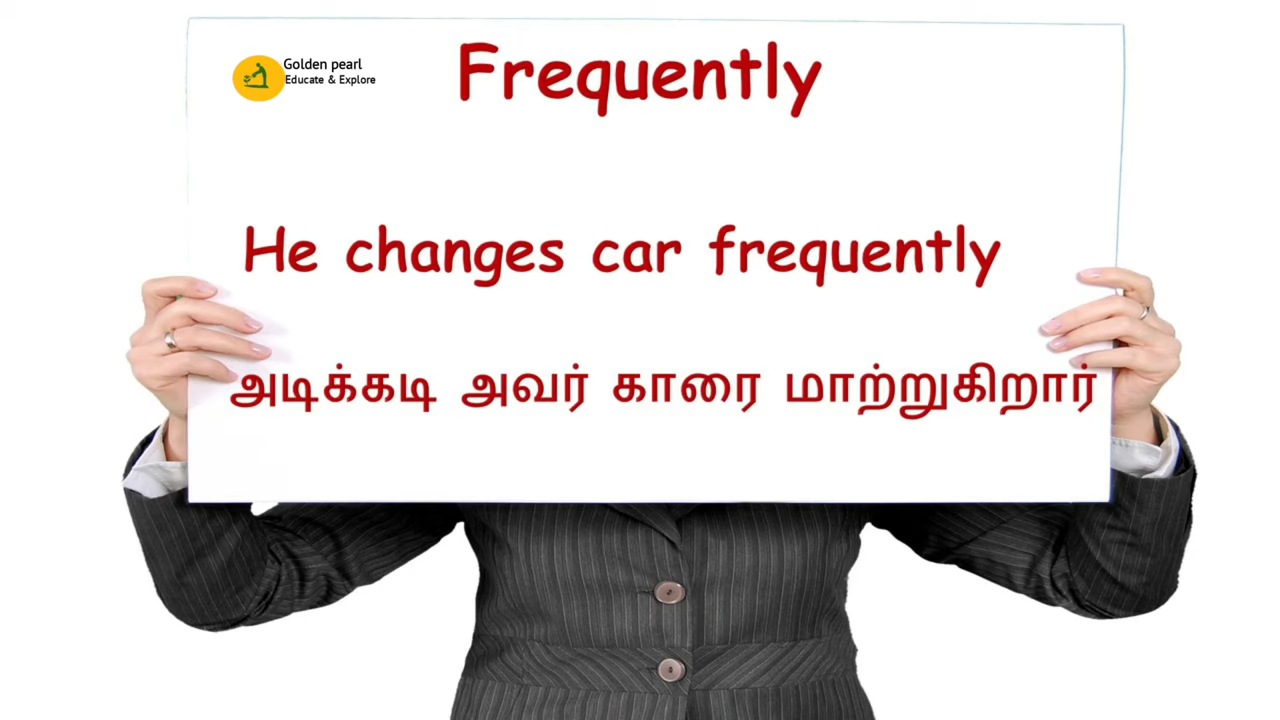 Golden pearl
Educate & Explore
Frequently
He changes car frequently
அடிக்கடி அவர் காரை மாற்றுகிறார்